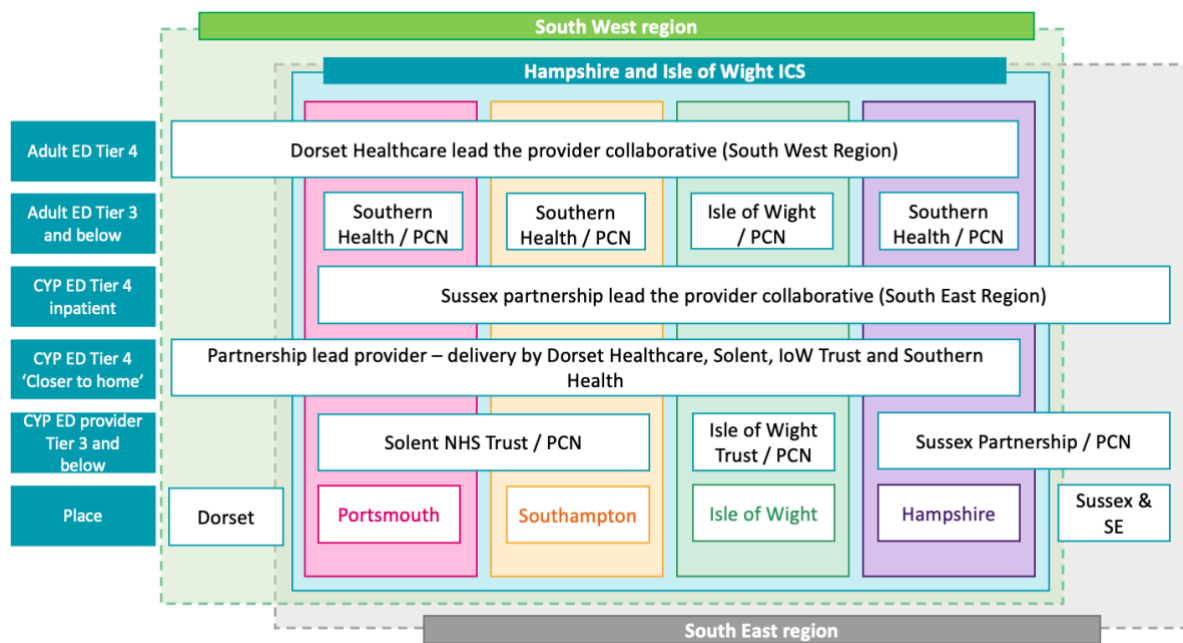 South West region
Hampshire and Isle of Wight ICS
Adult ED Tier 4
Dorset Healthcare lead the provider collaborative (South West Region)
Adult ED Tier 3
and below
Southern
Health / PCN
Southern
Health / PCN
Isle of Wight
/ PCN
Southern
Health / PCN
CYP ED Tier 4
inpatient
Sussex partnership lead the provider collaborative (South East Region)
CYP ED Tier 4
‘Closer to home’
Partnership lead provider – delivery by Dorset Healthcare, Solent, IoW Trust and Southern
Health
CYP ED provider
Tier 3 and
below
Solent NHS Trust / PCN
Isle of Wight
Trust / PCN
Sussex Partnership / PCN
Place
Dorset
Portsmouth
Southampton
Isle of Wight
Hampshire
Sussex &
SE
South East region